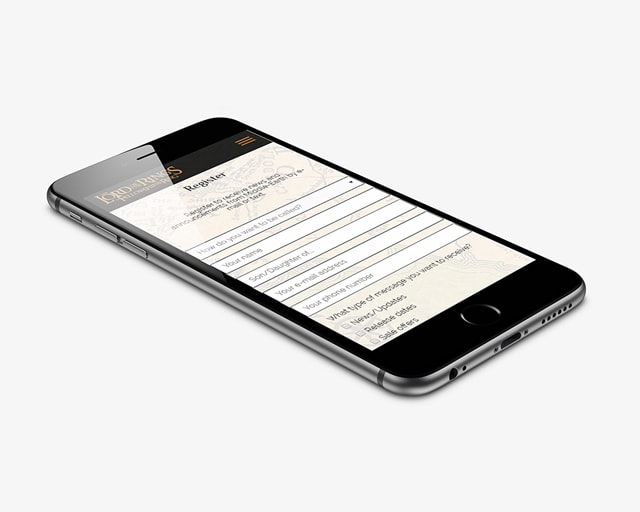 THE LORD OF THE RINGS
Register
Register to receive news and
announcements from Middle-Earth by e-
mail or text.
How do you want to be called?
Your name
Son/Daughter of...
Your e-mail address
Your phone number
What type of message you want to receive?
News/Updates
Release dates
Sale offers